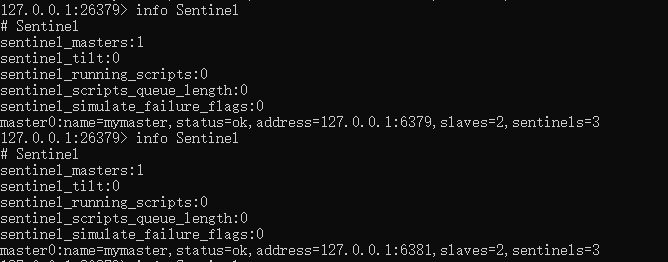 127.0.0.1:26379> info Sentinel
# Sentinel
sentinel_masters:1
sentinel_tilt:0
sentinel_running_scripts:0
sentinel_scripts_queue_length:0
sentinel_simulate_failure_flags:0
master0:name=mymaster,status=ok,address=127.0.0.1:6379,slaves=2,sentinels=3
127.0.0.1:26379> info Sentinel
# Sentinel
sentinel_masters:1
sentinel_tilt:0
sentinel_running_scripts:0
sentinel_scripts_queue_length:0
sentinel_simulate_failure_flags:0
master0:name=mymaster,status=ok,address=127.0.0.1:6381,slaves=2,sentinels=3